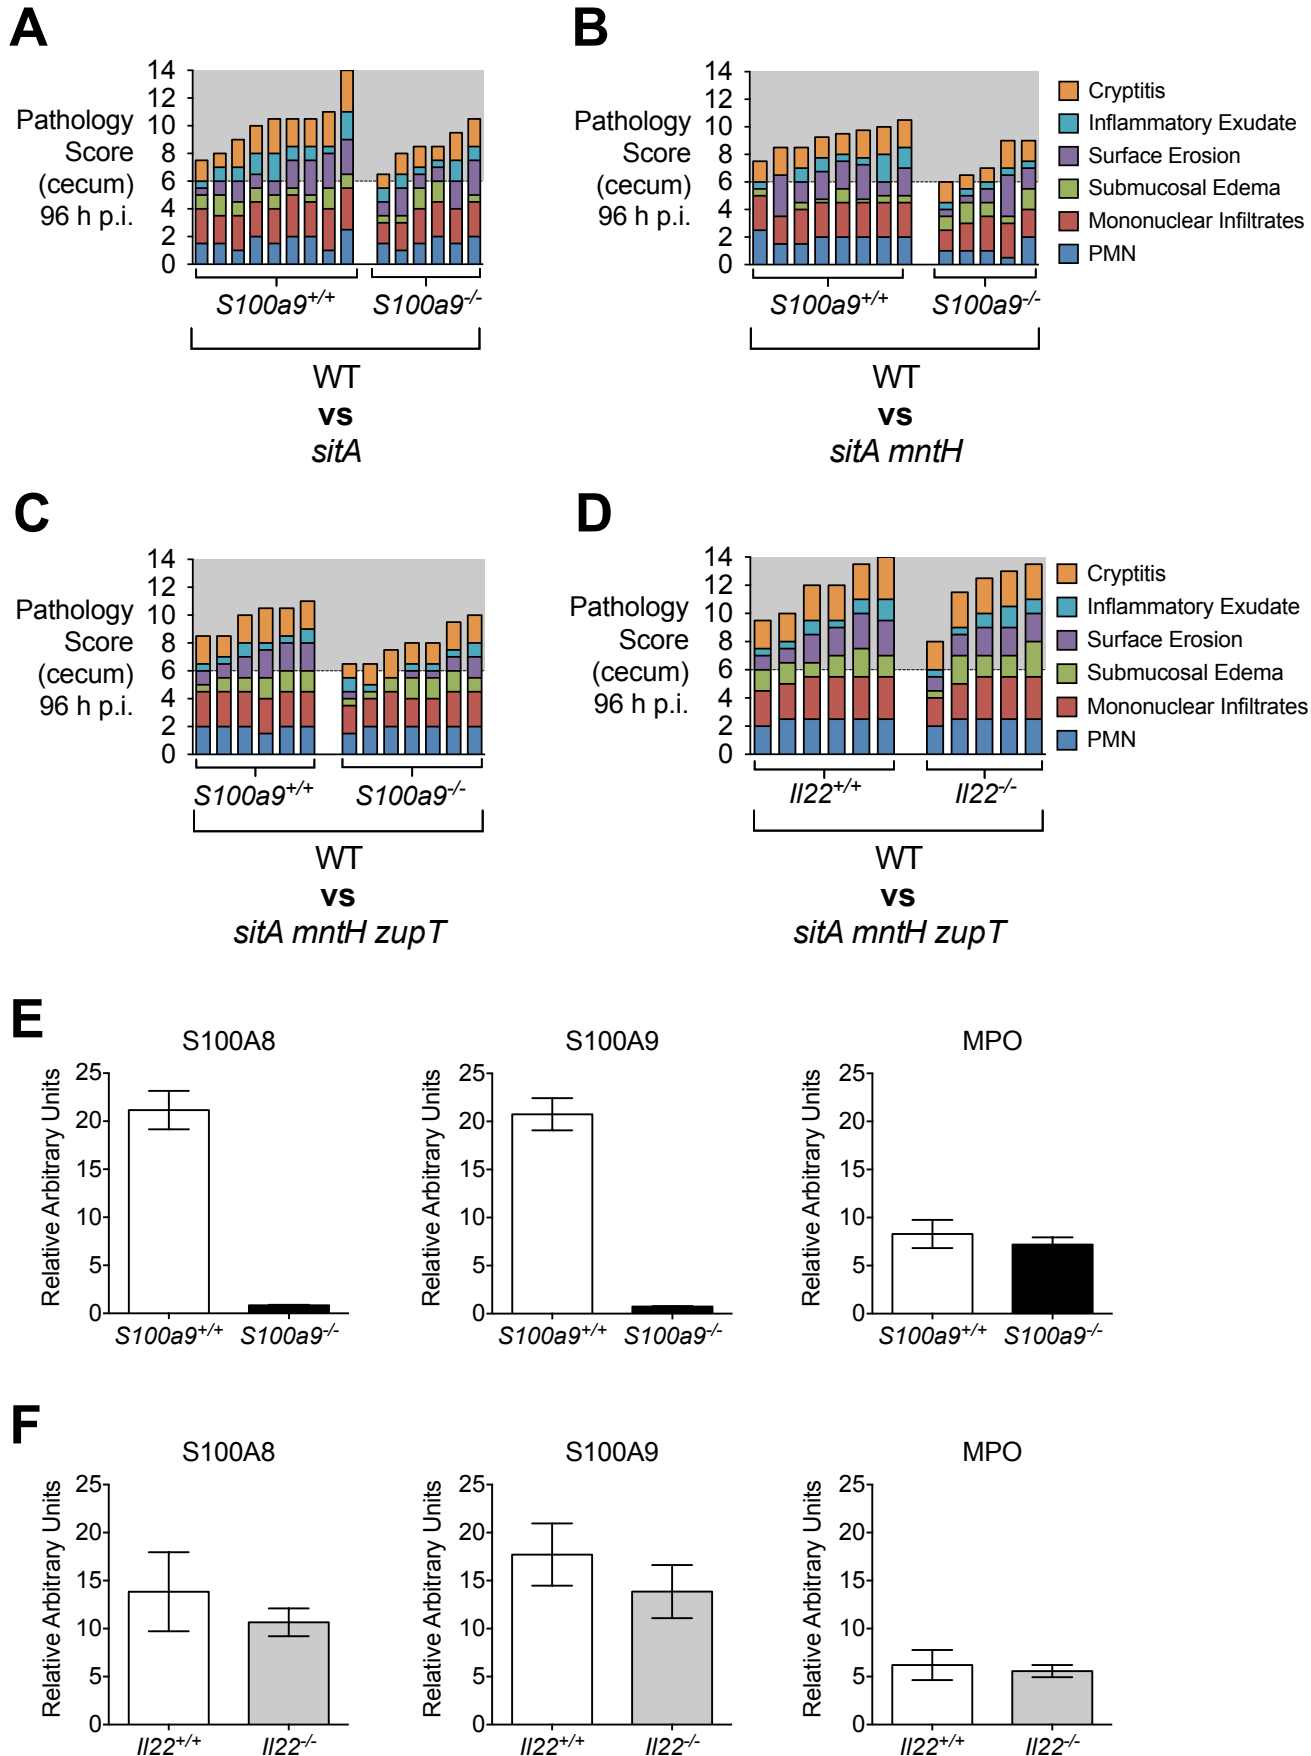 A
14
12
10
8
6
4
2
0
Pathology
Score
(cecum)
96 h p.i.
S100a9+/+ S100a9-/-
WT
vs
sitA
B
14
12
10
8
6
4
2
0
Pathology
Score
(cecum)
96 h p.i.
S100a9+/+ S100a9-/-
WT
vs
sitA mntH
Cryptitis
Inflammatory Exudate
Surface Erosion
Submucosal Edema
Mononuclear Infiltrates
PMN
C
14
12
10
8
6
4
2
0
Pathology
Score
(cecum)
96 h p.i.
S100a9+/+ S100a9-/-
WT
vs
sitA mntH zupT
D
14
12
10
8
6
4
2
0
Pathology
Score
(cecum)
96 h p.i.
Il22+/+ Il22-/-
WT
vs
sitA mntH zupT
Cryptitis
Inflammatory Exudate
Surface Erosion
Submucosal Edema
Mononuclear Infiltrates
PMN
E
S100A8
Relative Arbitrary Units
25
20
15
10
5
0
S100a9+/+ S100a9-/-
S100A9
Relative Arbitrary Units
25
20
15
10
5
0
S100a9+/+ S100a9-/-
MPO
Relative Arbitrary Units
25
20
15
10
5
0
S100a9+/+ S100a9-/-
F
S100A8
Relative Arbitrary Units
25
20
15
10
5
0
Il22+/+ Il22-/-
S100A9
Relative Arbitrary Units
25
20
15
10
5
0
Il22+/+ Il22-/-
MPO
Relative Arbitrary Units
25
20
15
10
5
0
Il22+/+ Il22-/-